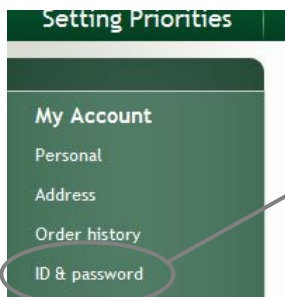 Setting Priorities
My Account
Personal
Address
Order history
ID & password